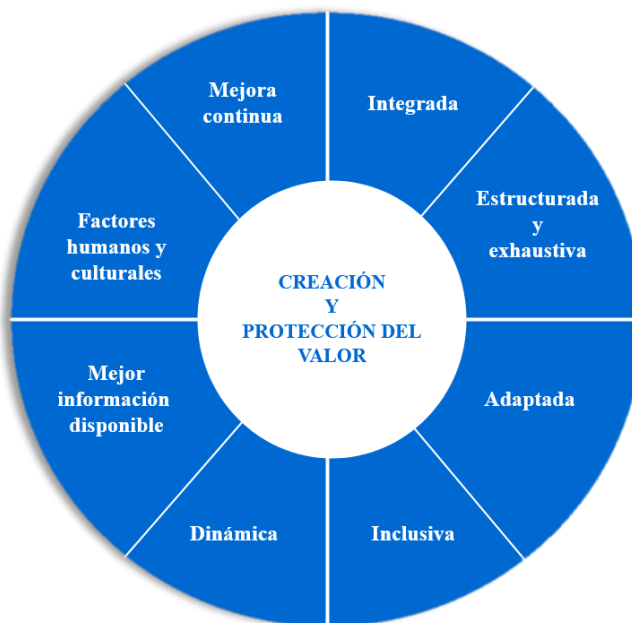 Mejora
continua
Integrada
Estructurada
y
exhaustiva
Factores
humanos y
culturales
CREACIÓN
Y
PROTECCIÓN DEL
VALOR
Mejor
información
disponible
Adaptada
Dinámica
Inclusiva